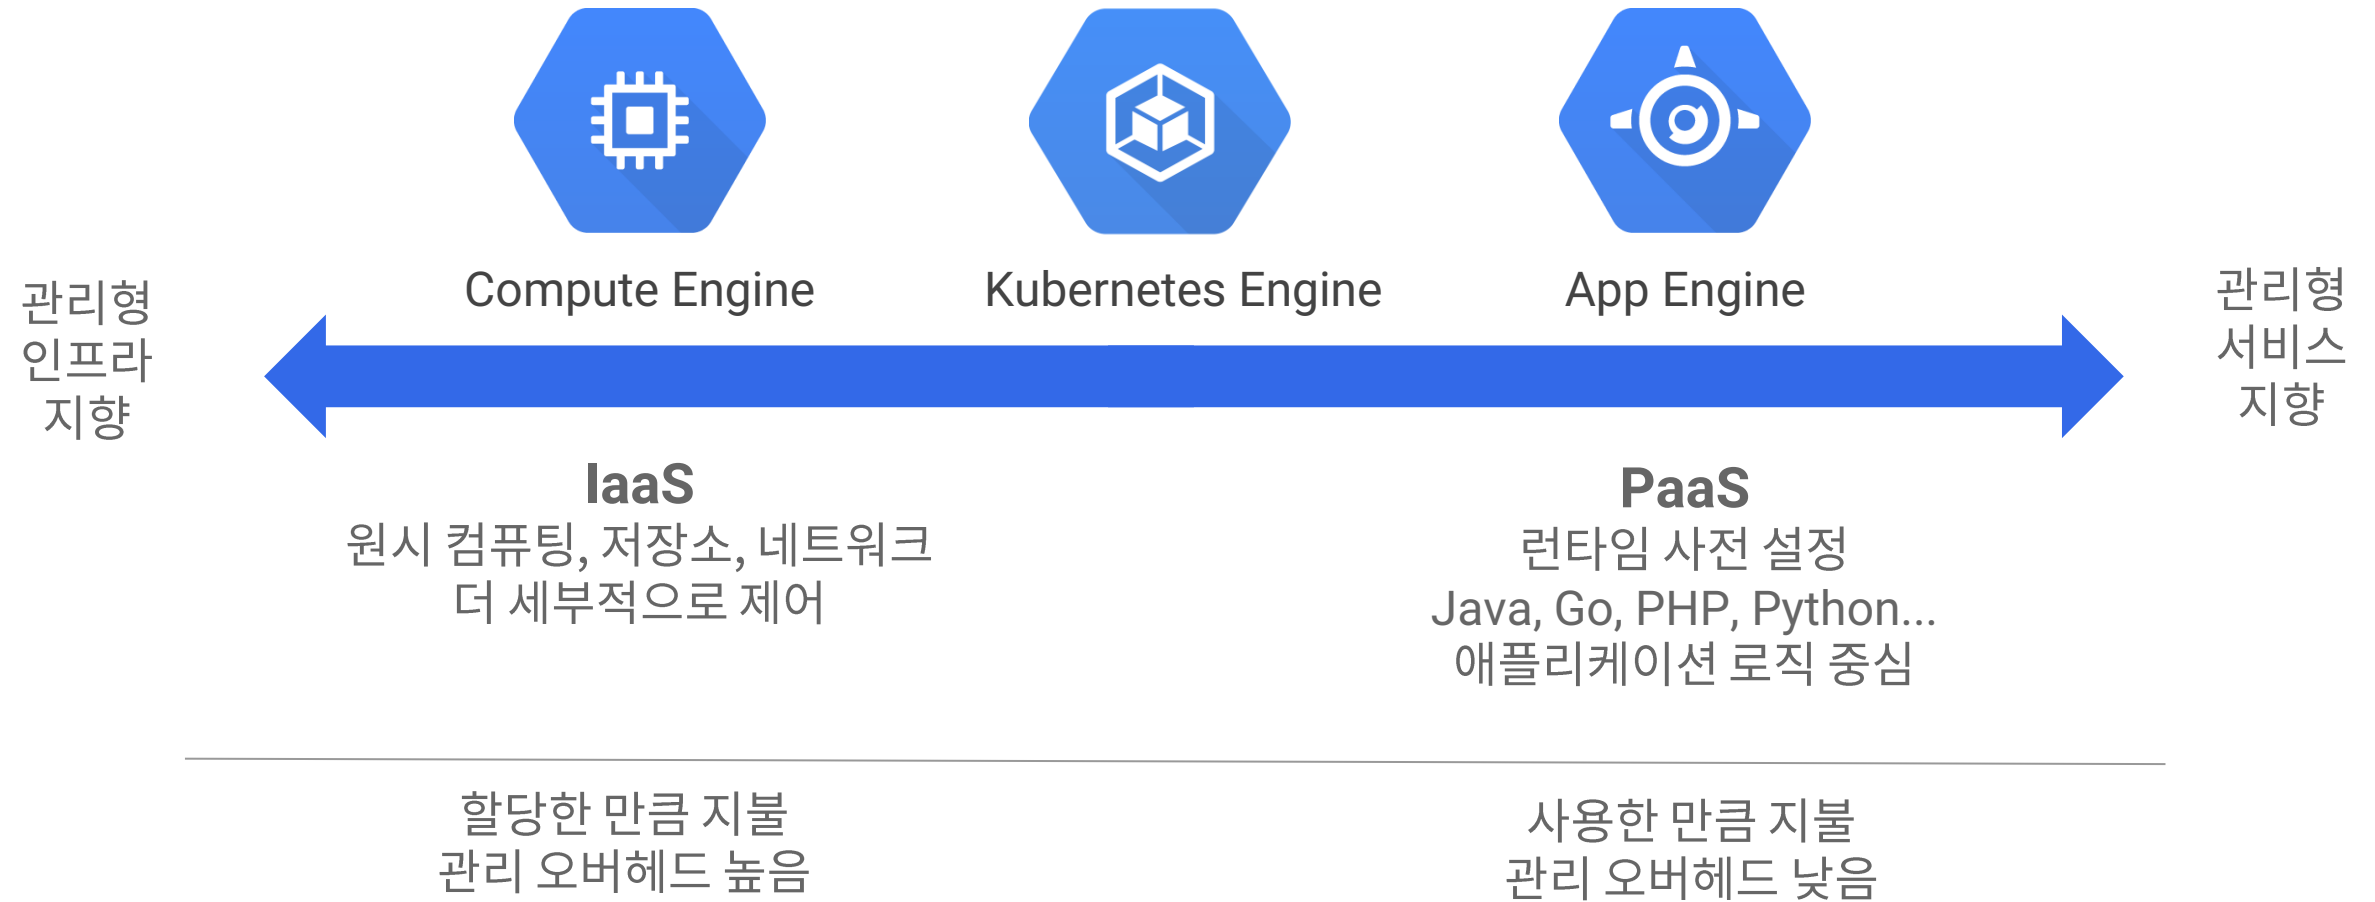 Compute Engine
Kubernetes Engine
App Engine
관리형
인프라
지향
관리형
서비스
지향
IaaS
원시 컴퓨팅, 저장소, 네트워크
더 세부적으로 제어
PaaS
런타임 사전 설정
Java, Go, PHP, Python...
애플리케이션 로직 중심
할당한 만큼 지불
관리 오버헤드 높음
사용한 만큼 지불
관리 오버헤드 낮음